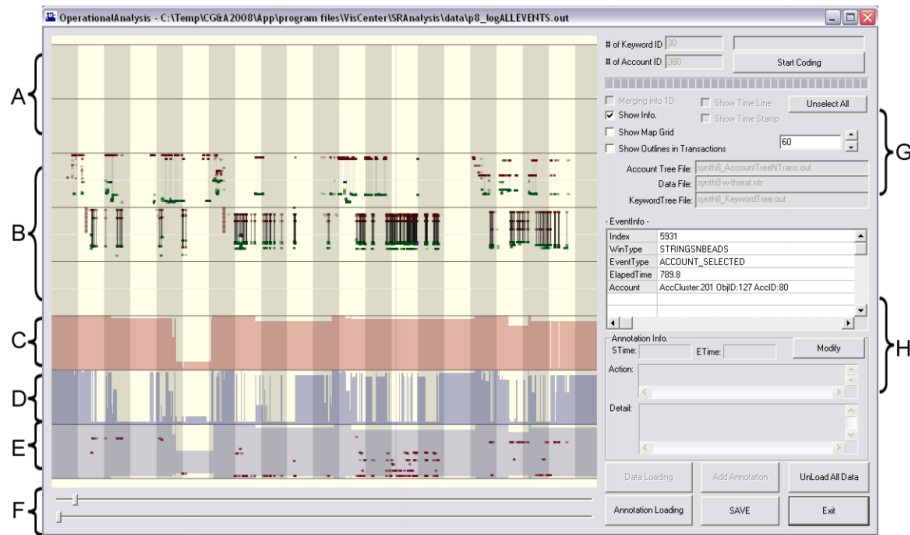 OperationalAnalysis - C:\Temp\CG&A2008\App\program files\VisCenter\SRAnalysis\data\p8_logALLEVENTS.out
A
B
C
D
E
F
# of Keyword ID 30
# of Account ID 380
Start Coding
Merging into 1D
Show Time Line
Unselect All
Show Info.
Show Time Stamp
Show Map Grid
Show Outlines in Transactions
60
Account Tree File: synth8_AccountTreeNTrans.out
Data File: synth8-w-threat.ntr
KeywordTree File: synth8_KeywordTree.out
- EventInfo -
Index 5931
WinType STRINGSNBEADS
EventType ACCOUNT_SELECTED
ElapedTime 789.8
Account AccCluster:201 ObjID:127 AccID:80
Annotation Info.
STime:
ETime:
Modify
Action:
Detail:
Data Loading
Add Annotation
UnLoad All Data
Annotation Loading
SAVE
Exit
G
H